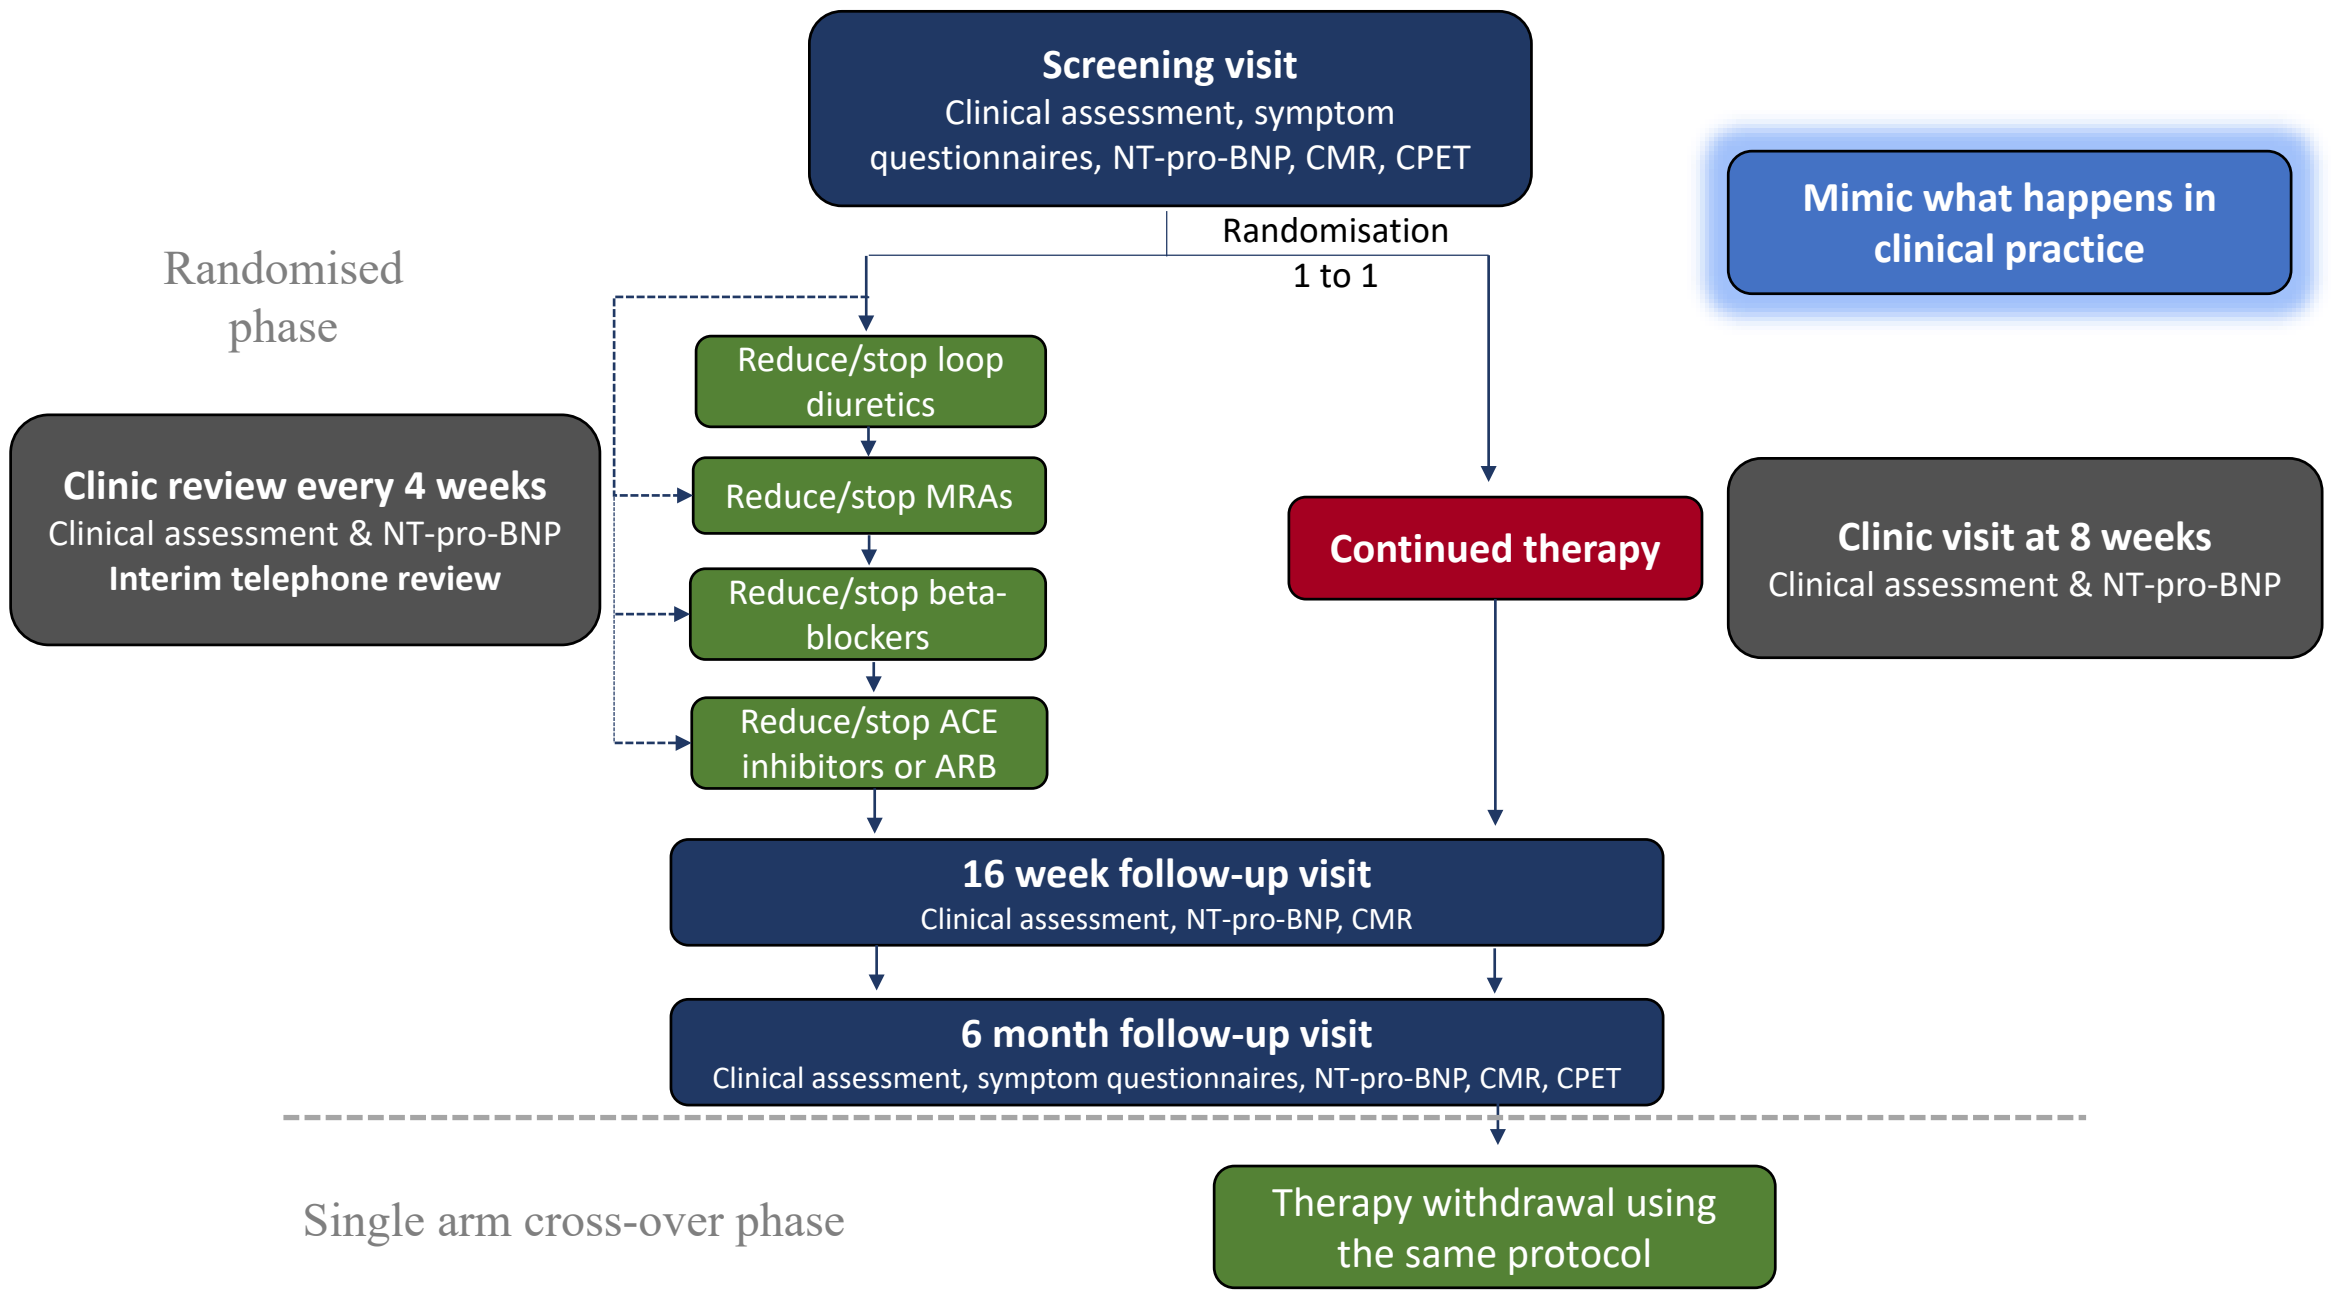 Screening visit
Clinical assessment, symptom
questionnaires, NT-pro-BNP, CMR, CPET
Mimic what happens in
clinical practice
Randomisation
1 to 1
Randomised
phase
Reduce/stop loop
diuretics
Clinic review every 4 weeks
Clinical assessment & NT-pro-BNP
Interim telephone review
Reduce/stop MRAs
Reduce/stop beta-
blockers
Reduce/stop ACE
inhibitors or ARB
Continued therapy
Clinic visit at 8 weeks
Clinical assessment & NT-pro-BNP
16 week follow-up visit
Clinical assessment, NT-pro-BNP, CMR
6 month follow-up visit
Clinical assessment, symptom questionnaires, NT-pro-BNP, CMR, CPET
Single arm cross-over phase
Therapy withdrawal using
the same protocol